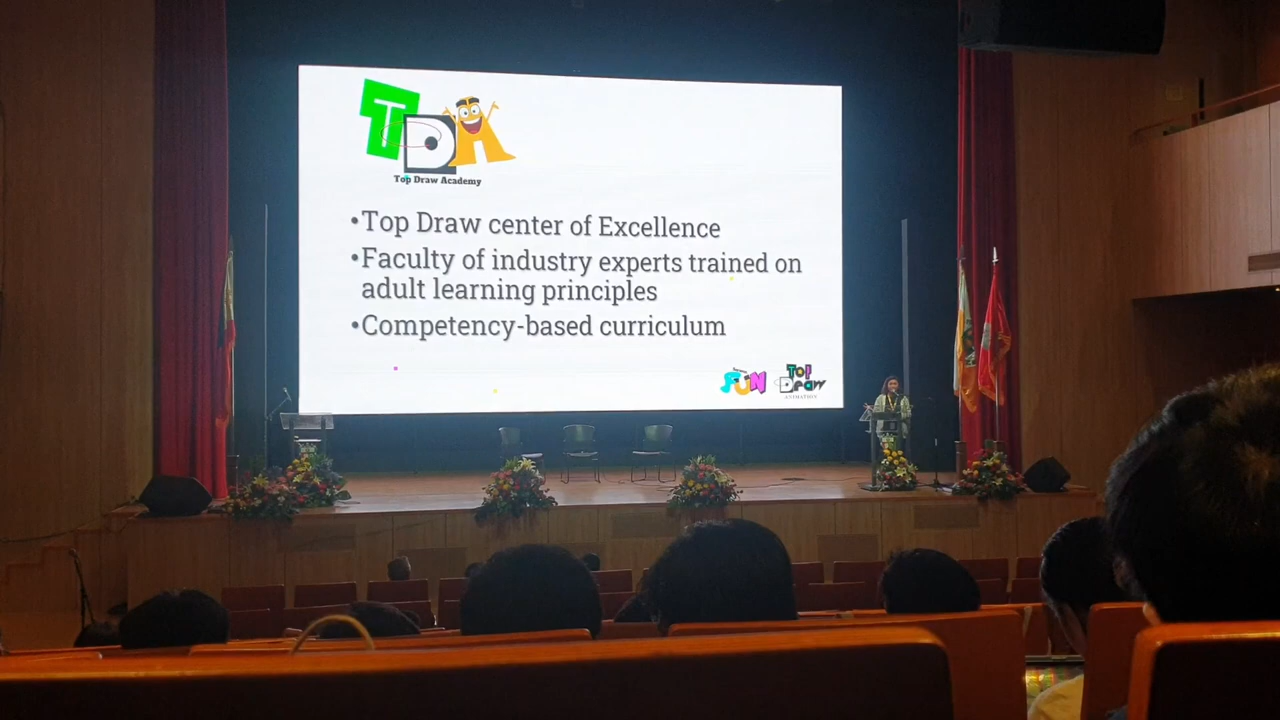 TDA
Top Draw Academy
•Top Draw center of Excellence
•Faculty of industry experts trained on
adult learning principles
•Competency-based curriculum
FUN
Top
Draw
ANIMATION